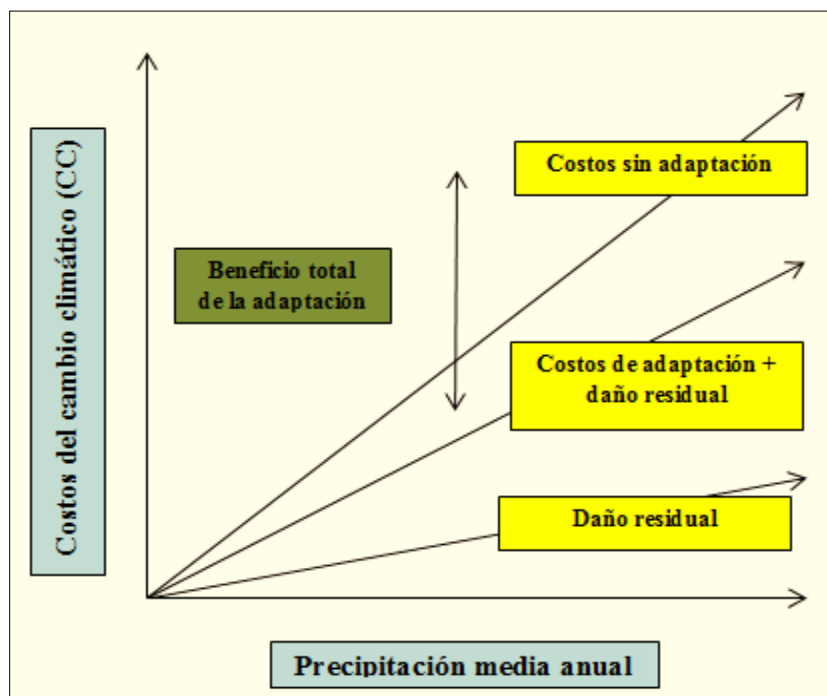 Costos del cambio climático (CC)
Costos sin adaptación
Beneficio total
de la adaptación
Costos de adaptación +
daño residual
Daño residual
Precipitación media anual